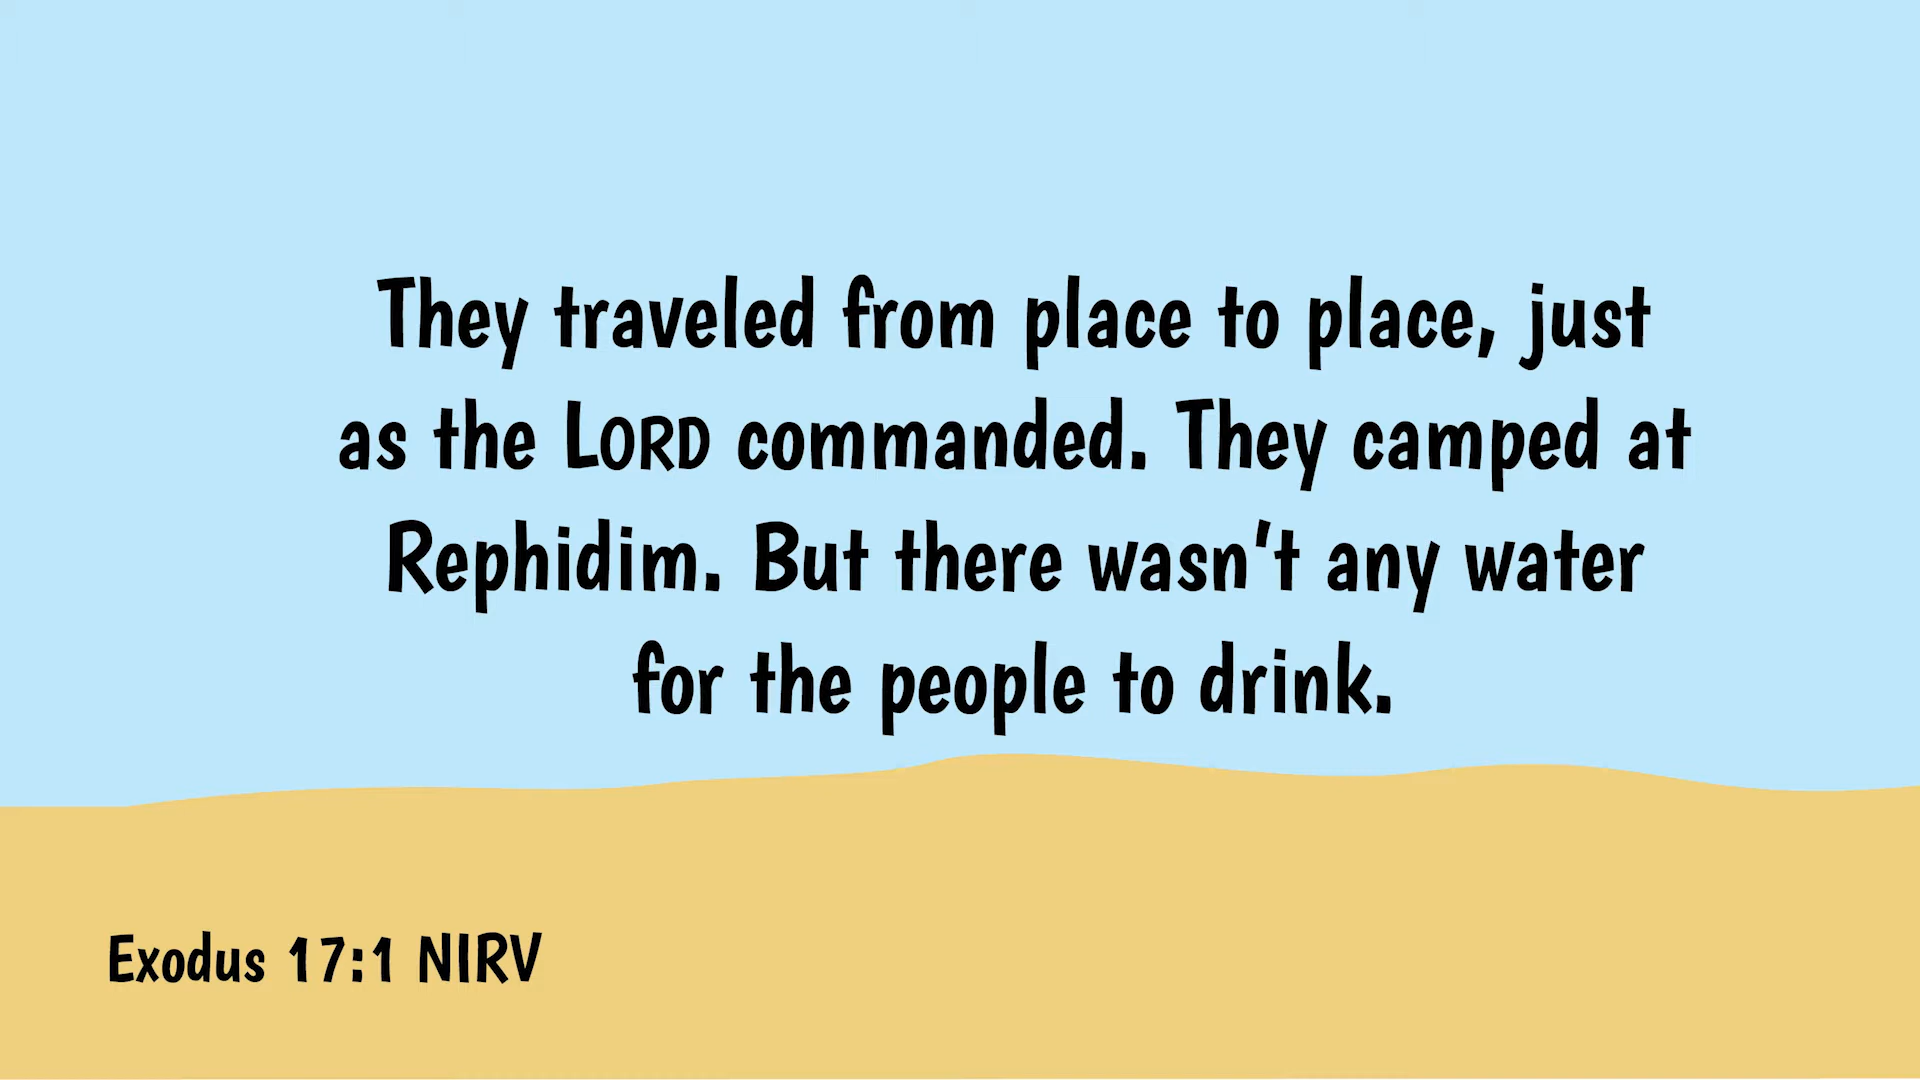 They traveled from place to place, just
as the LORD commanded. They camped at
Rephidim. But there wasn't any water
for the people to drink.
Exodus 17:1 NIRV